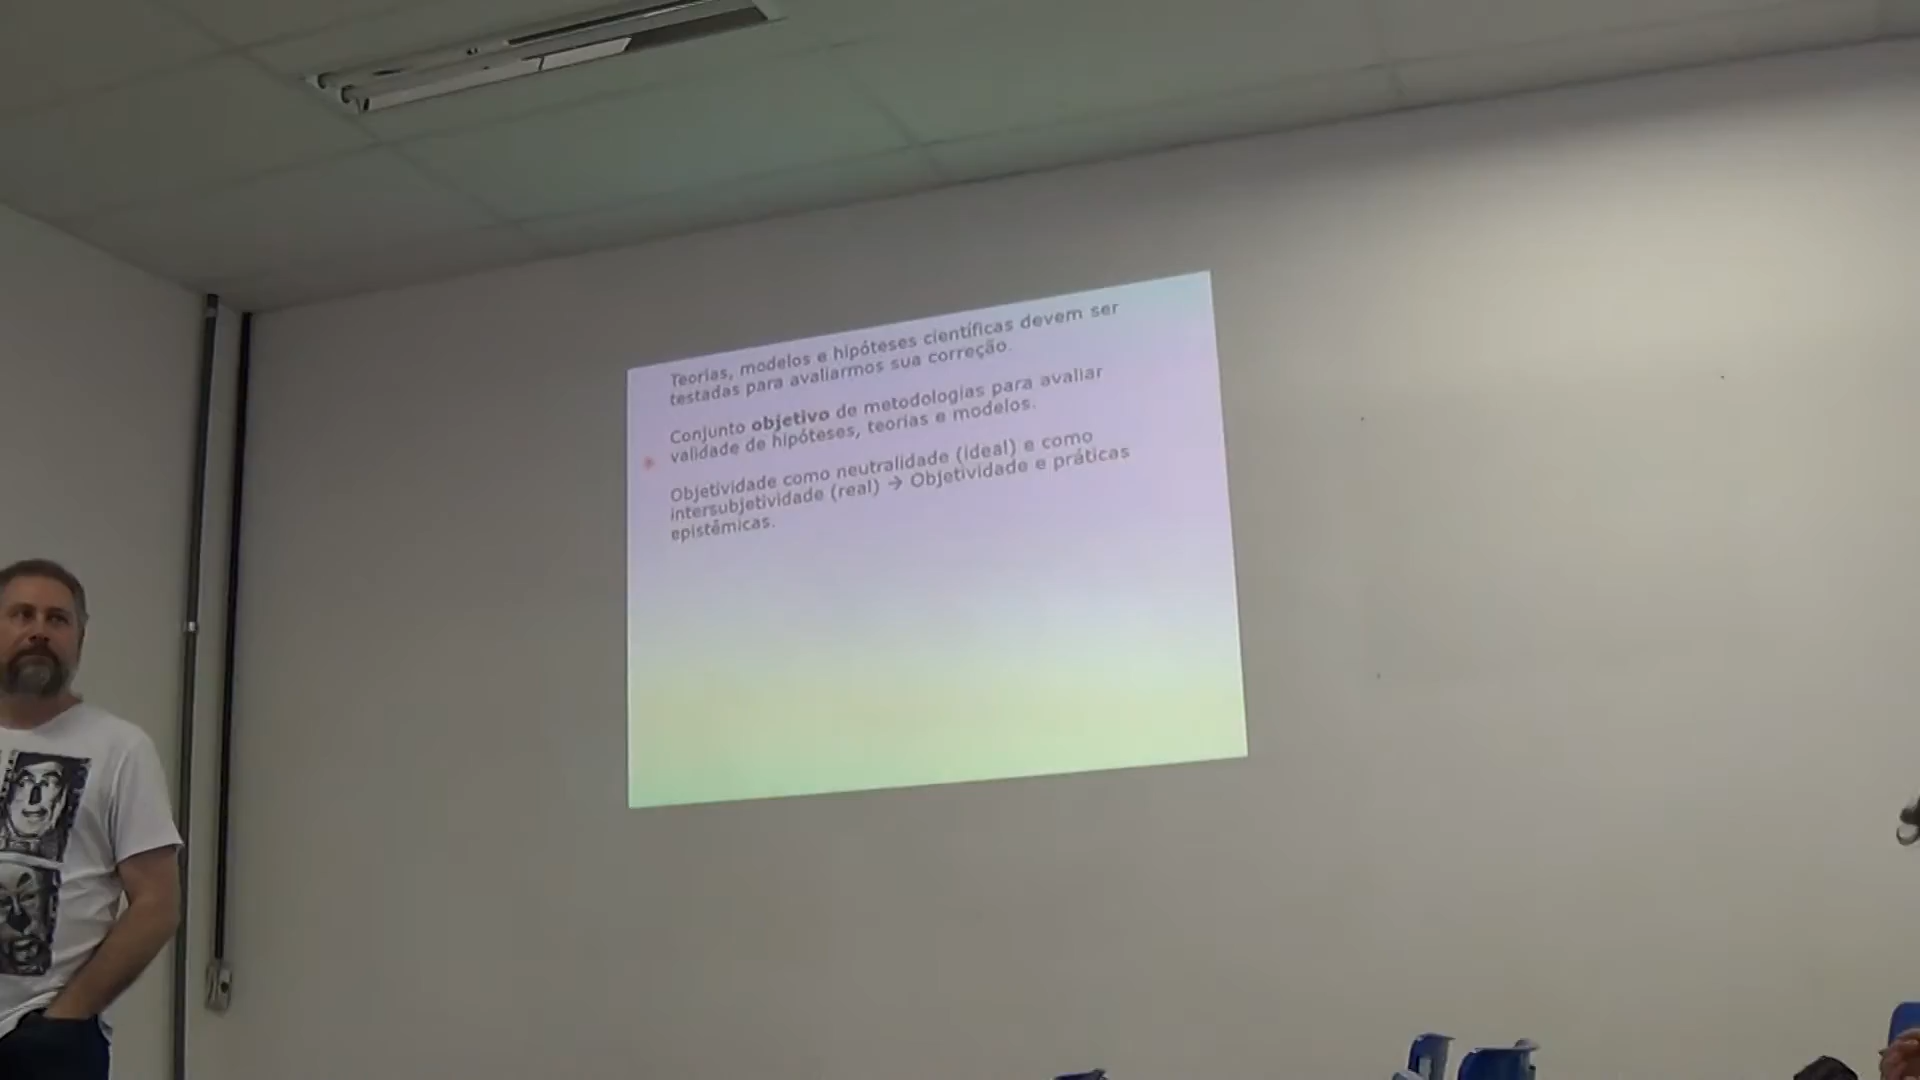 Teorias, modelos e hipóteses científicas devem ser
testadas para avaliarmos sua correção.
Conjunto objetivo de metodologias para avaliar
validade de hipóteses, teorias e modelos.
Objetividade como neutralidade (ideal) e como
intersubjetividade (real) → Objetividade e práticas
epistêmicas.